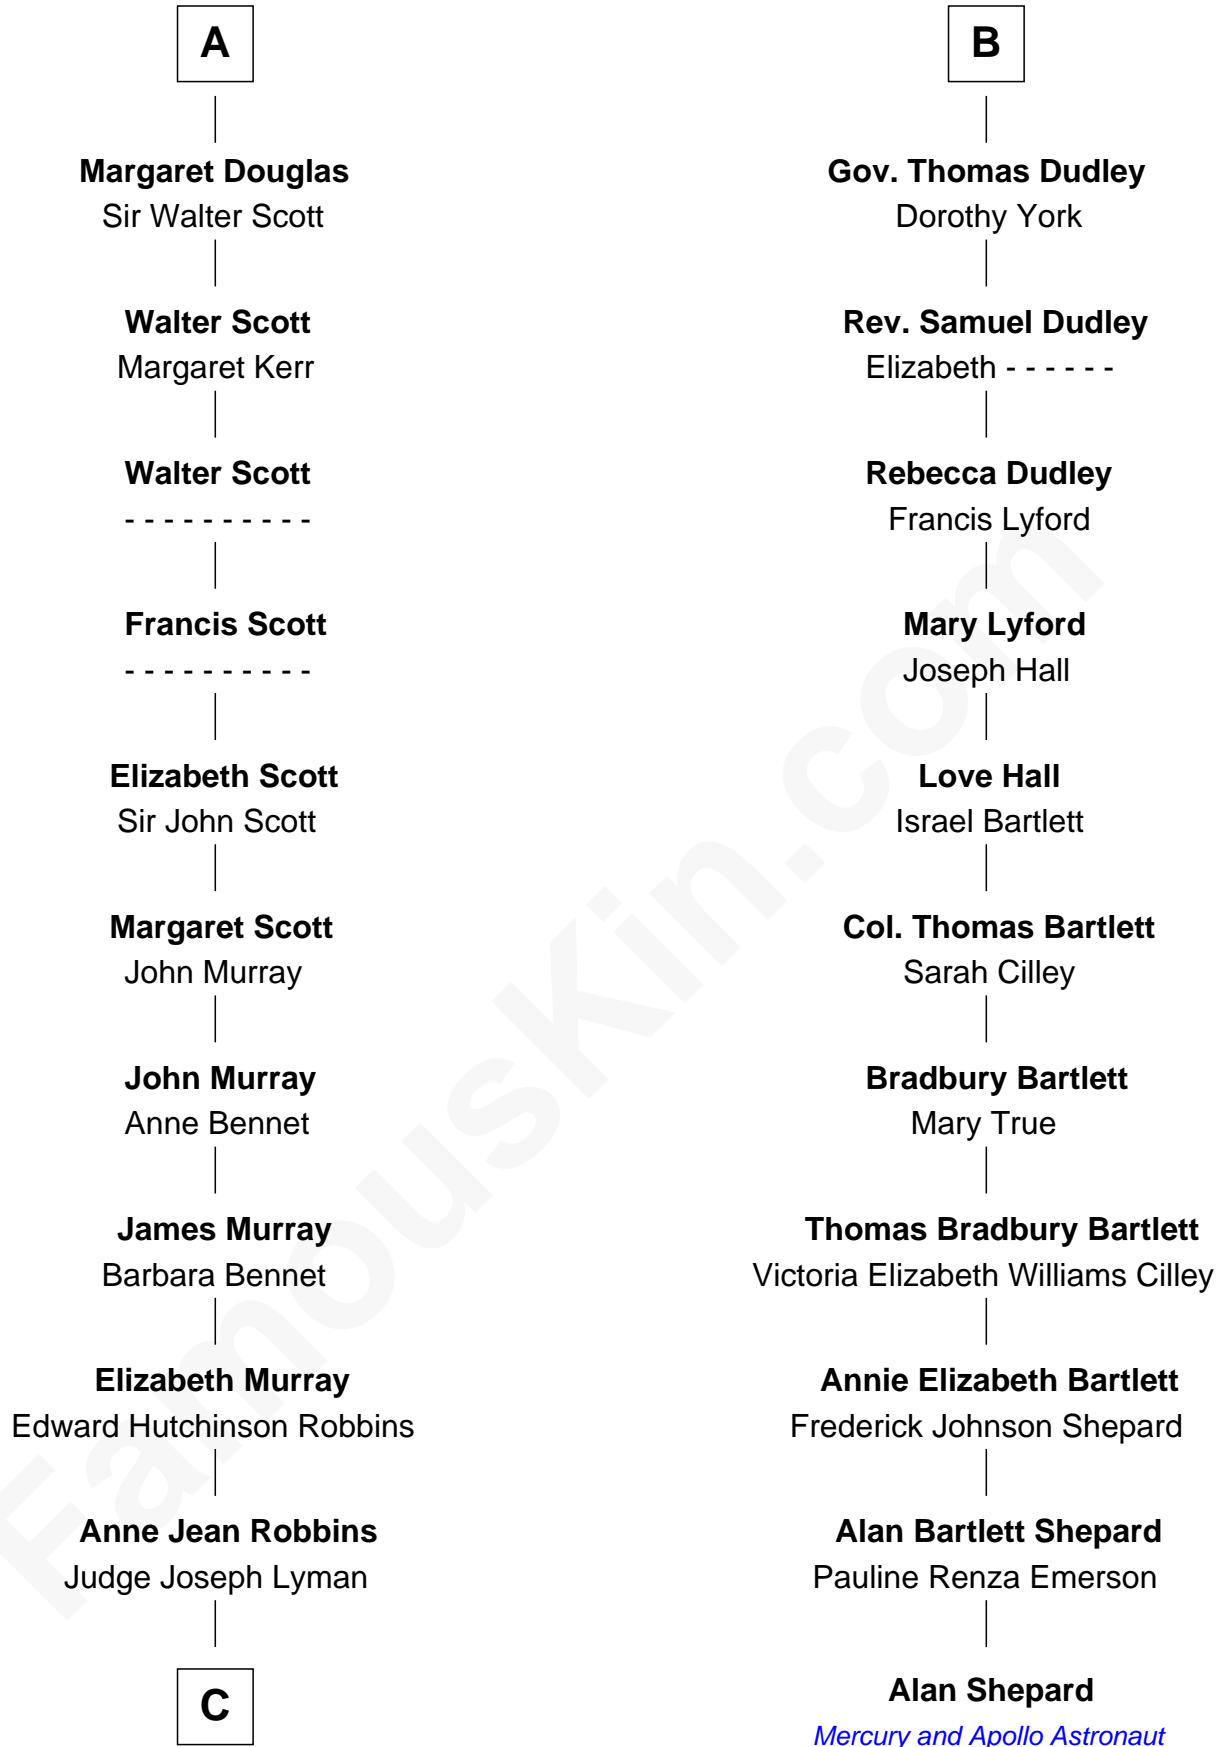 A
Margaret Douglas
Sir Walter Scott
Walter Scott
Margaret Kerr
Walter Scott
- - - - - - - - - -
Francis Scott
- - - - - - - - - -
Elizabeth Scott
Sir John Scott
Margaret Scott
John Murray
John Murray
Anne Bennet
James Murray
Barbara Bennet
Elizabeth Murray
Edward Hutchinson Robbins
Anne Jean Robbins
Judge Joseph Lyman
C
B
Gov. Thomas Dudley
Dorothy York
Rev. Samuel Dudley
Elizabeth - - - - - -
Rebecca Dudley
Francis Lyford
Mary Lyford
Joseph Hall
Love Hall
Israel Bartlett
Col. Thomas Bartlett
Sarah Cilley
Bradbury Bartlett
Mary True
Thomas Bradbury Bartlett
Victoria Elizabeth Williams Cilley
Annie Elizabeth Bartlett
Frederick Johnson Shepard
Alan Bartlett Shepard
Pauline Renza Emerson
Alan Shepard
Mercury and Apollo Astronaut
FamousKin.com